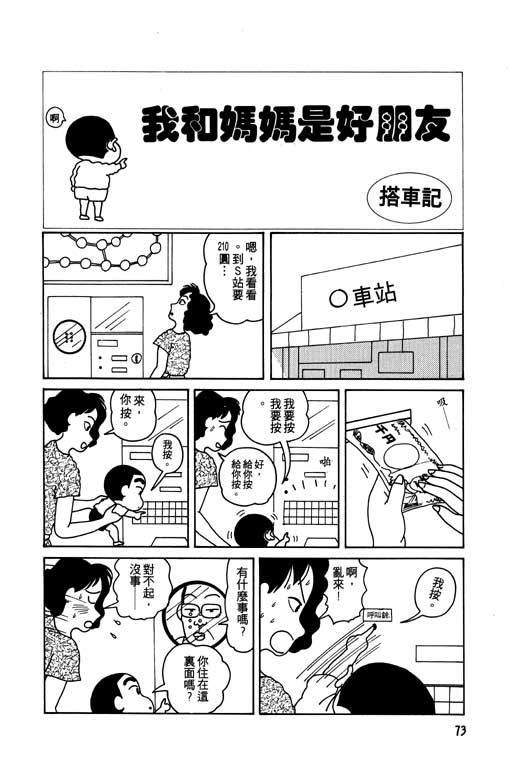 我和媽媽是好朋友
啊
搭車記
○車站
嗯，我看看
。到S站要
210圓…
吸
我要按
我要按。
好，
給你按
給你按。
啪
來，
你按。
我按。
我按。
呼叫鈴
啊，
亂來！
有什麼事嗎？
你住在這
裏面嗎？
對不起，
沒事——
73